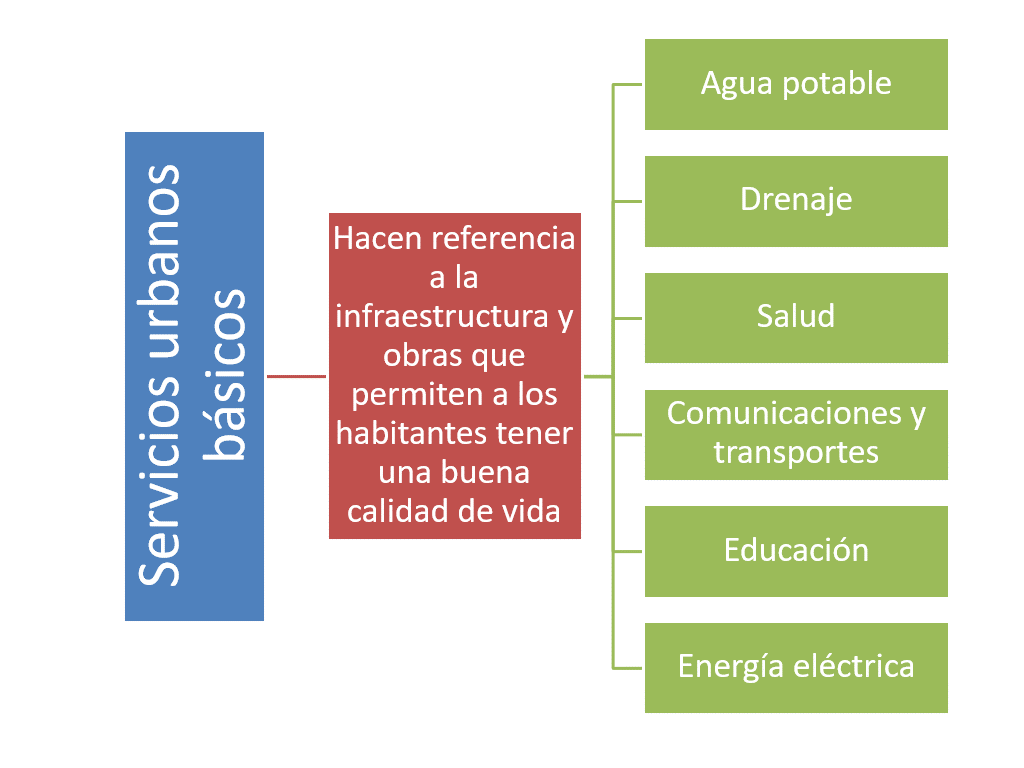 Servicios urbanos
básicos
Hacen referencia
a la
infraestructura y
obras que
permiten a los
habitantes tener
una buena
calidad de vida
Agua potable
Drenaje
Salud
Comunicaciones y
transportes
Educación
Energía eléctrica